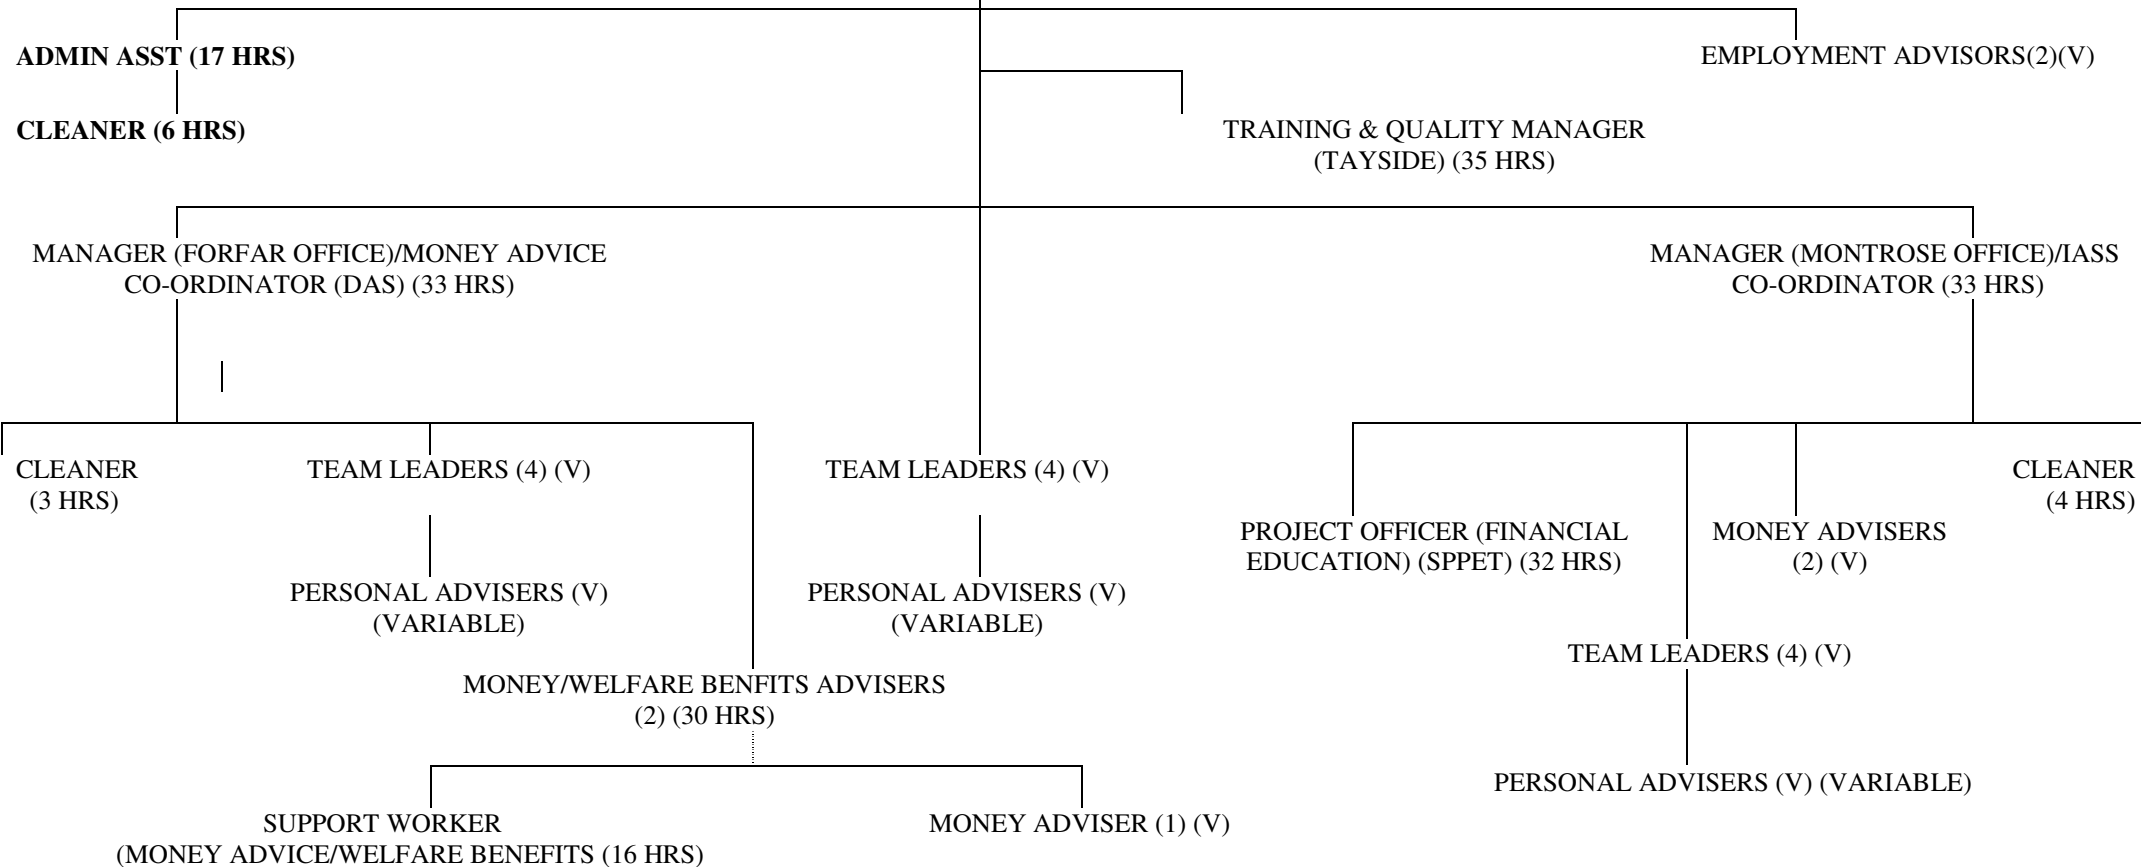 ADMIN ASST (17 HRS)
EMPLOYMENT ADVISORS(2)(V)
CLEANER (6 HRS)
TRAINING & QUALITY MANAGER
(TAYSIDE) (35 HRS)
MANAGER (FORFAR OFFICE)/MONEY ADVICE
CO-ORDINATOR (DAS) (33 HRS)
MANAGER (MONTROSE OFFICE)/IASS
CO-ORDINATOR (33 HRS)
CLEANER
(3 HRS)
TEAM LEADERS (4) (V)
TEAM LEADERS (4) (V)
CLEANER
(4 HRS)
PROJECT OFFICER (FINANCIAL
EDUCATION) (SPPET) (32 HRS)
MONEY ADVISERS
(2) (V)
PERSONAL ADVISERS (V)
(VARIABLE)
PERSONAL ADVISERS (V)
(VARIABLE)
TEAM LEADERS (4) (V)
MONEY/WELFARE BENFITS ADVISERS
(2) (30 HRS)
PERSONAL ADVISERS (V) (VARIABLE)
SUPPORT WORKER
(MONEY ADVICE/WELFARE BENEFITS (16 HRS)
MONEY ADVISER (1) (V)